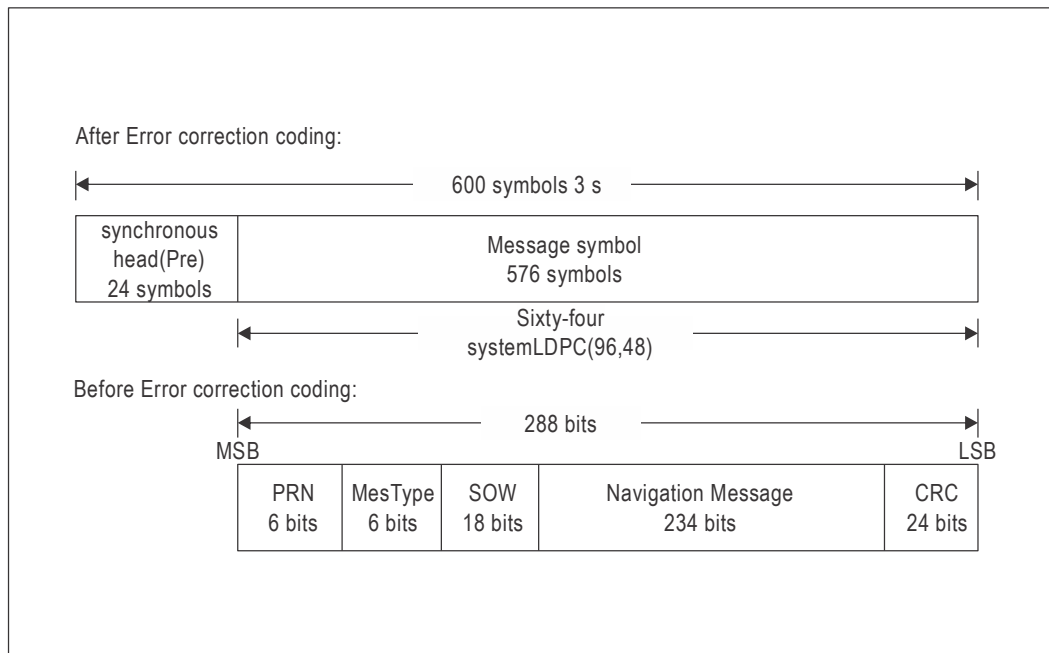 After Error correction coding:
600 symbols 3 s
synchronous
head(Pre)
24 symbols
Message symbol
576 symbols
Sixty-four
systemLDPC(96,48)
Before Error correction coding:
288 bits
MSB
LSB
PRN
6 bits
MesType
6 bits
SOW
18 bits
Navigation Message
234 bits
CRC
24 bits